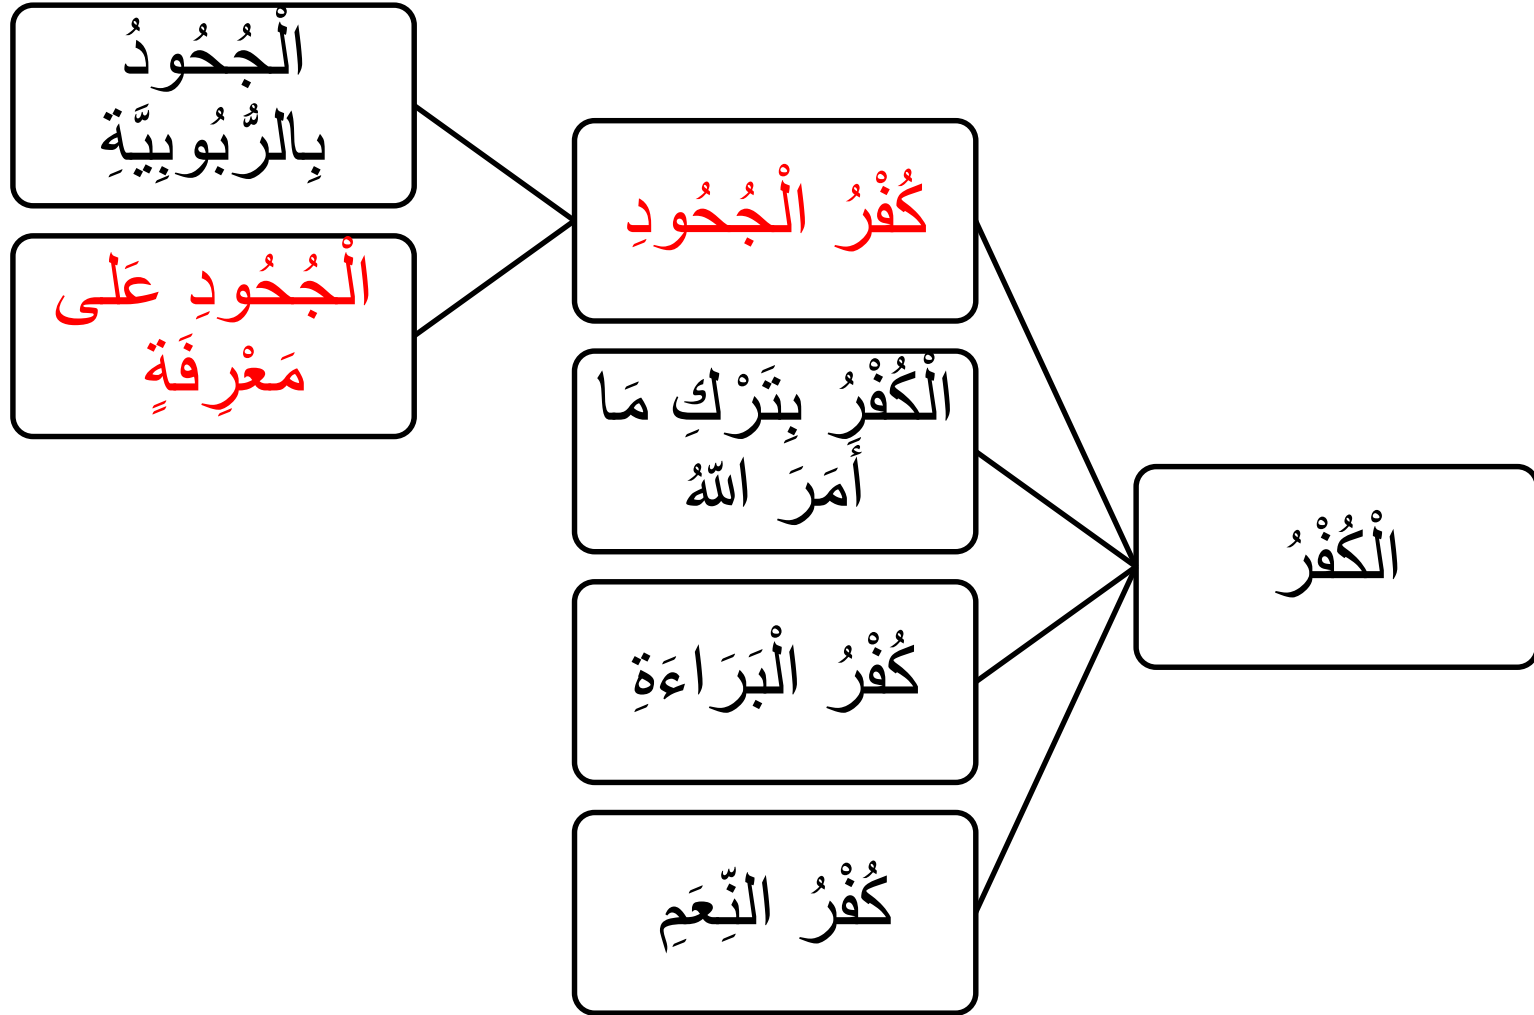 الْكُفْرُ
كُفْرُ الْجُحُودِ
الْجُحُودُ
بِالرُّبُوبِيَّةِ
الْجُحُودِ عَلى
مَعْرِفَةٍ
الْكُفْرُ بِتَرْكِ مَا
أَمَرَ اللّهُ
كُفْرُ الْبَرَاءَةِ
كُفْرُ النِّعَمِ